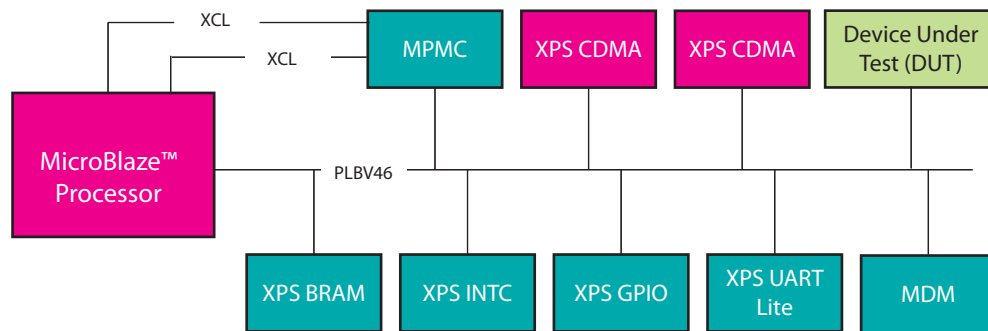 XCL
XCL
MPMC
XPS CDMA
XPS CDMA
Device Under
Test (DUT)
MicroBlaze™
Processor
PLBV46
XPS BRAM
XPS INTC
XPS GPIO
XPS UART
Lite
MDM